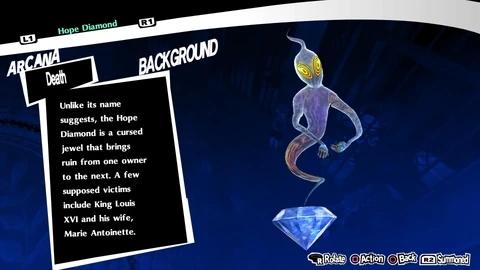 L1 Hope Diamond R1
ARCANA
Death
BACKGROUND
Unlike its name
suggests, the Hope
Diamond is a cursed
jewel that brings
ruin from one owner
to the next. A few
supposed victims
include King Louis
XVI and his wife,
Marie Antoinette.
R Rotate Action Back R2 Summoned